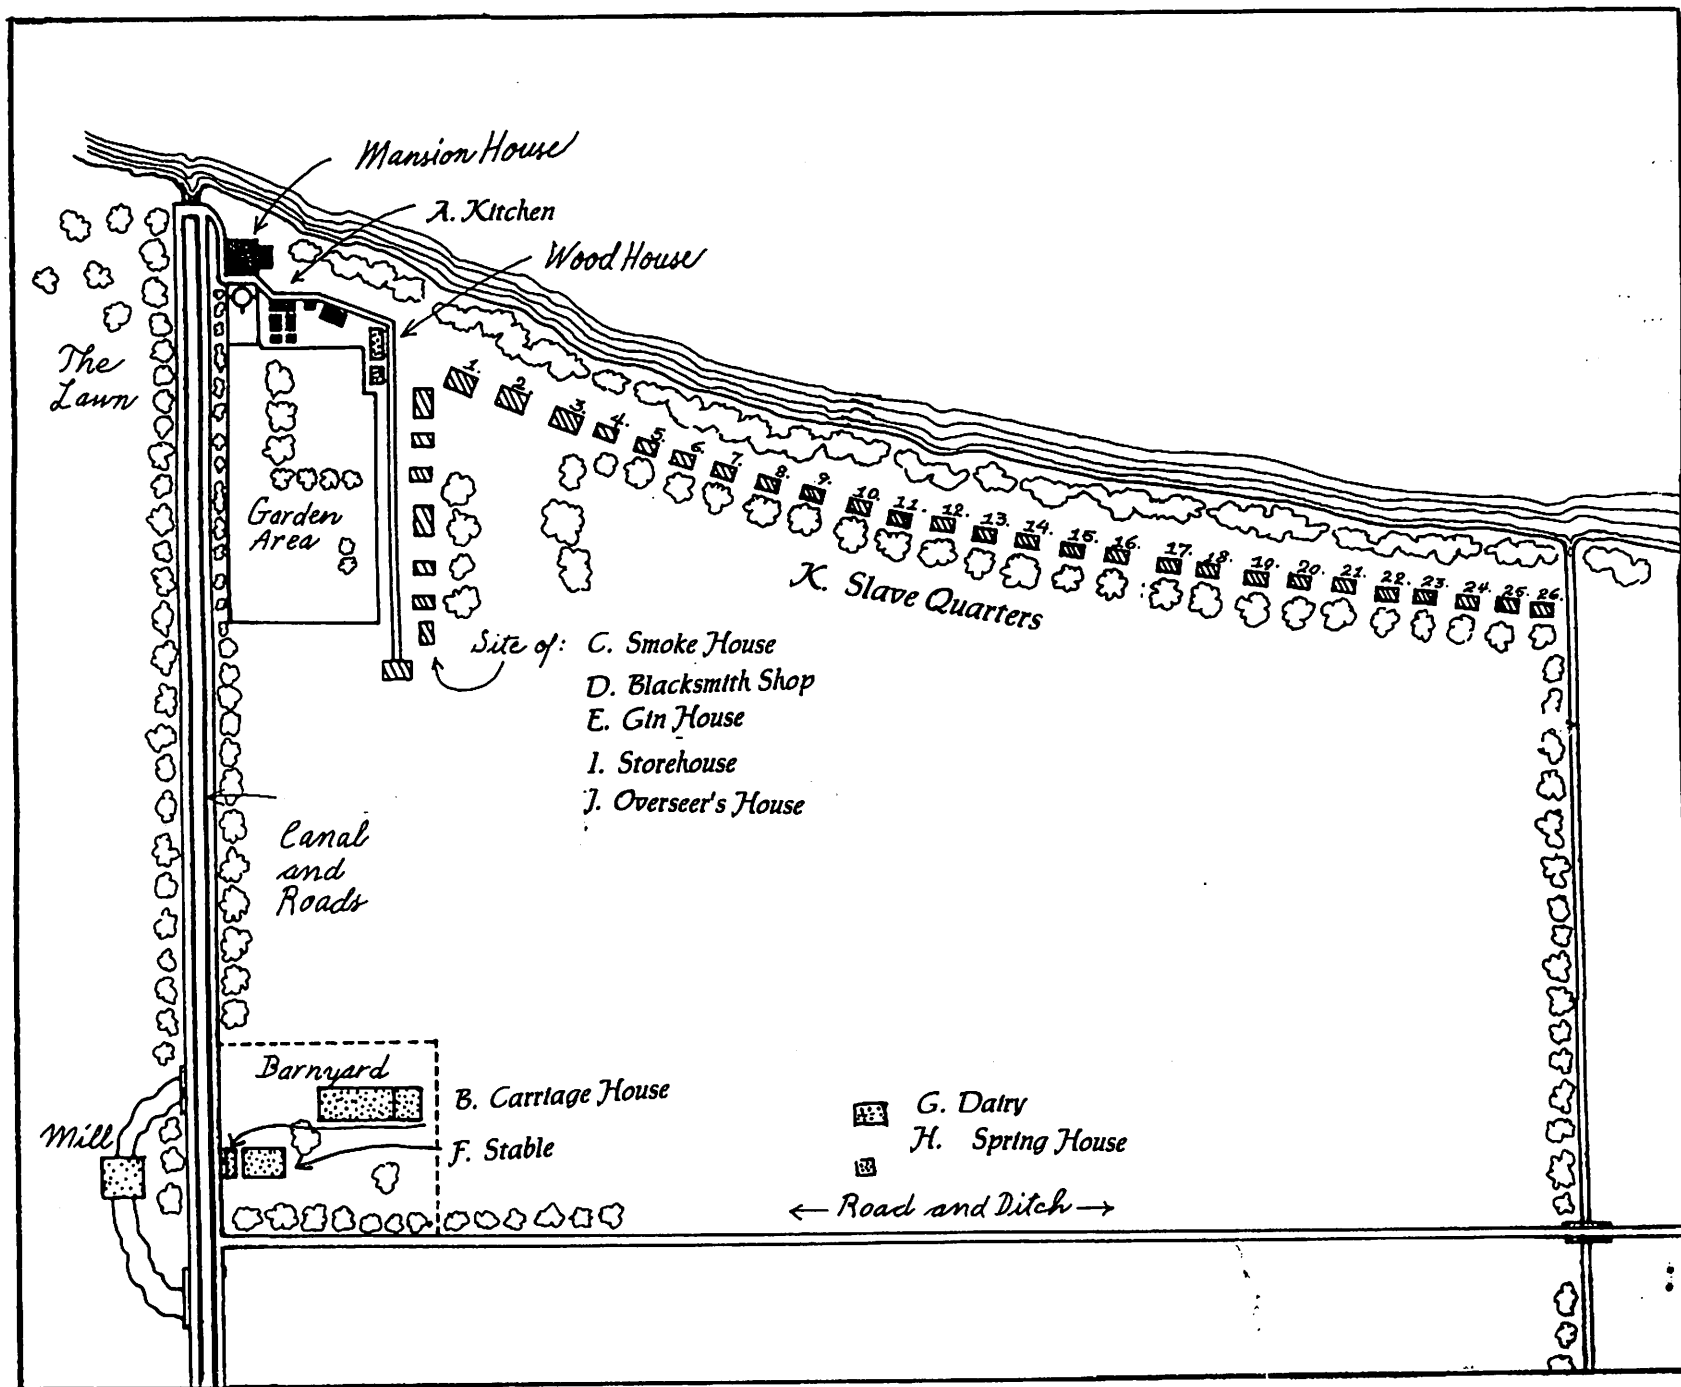 Mansion House
A. Kitchen
Wood House
The
Lawn
Garden
Area
1.
2
3.
4.
5.
6.
7.
8.
9.
10.
11.
12.
13.
14.
15.
16.
17.
18.
19.
20.
21.
22.
23.
24.
25.
26.
K. Slave Quarters
Site of: C. Smoke House
D. Blacksmith Shop
E. Gin House
I. Storehouse
J. Overseer's House
Canal
and
Roads
Barnyard
B. Carriage House
F. Stable
Mill
G. Dairy
H. Spring House
← Road and Ditch →